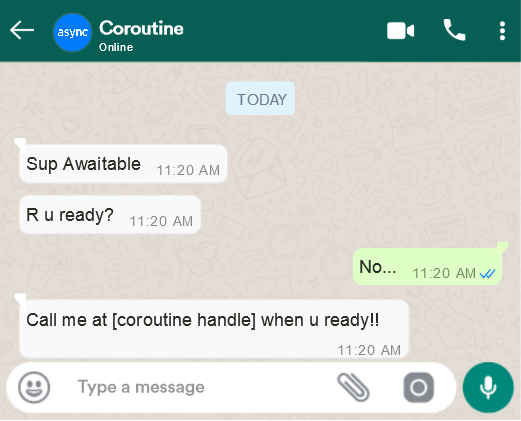 async
Coroutine
Online
TODAY
Sup Awaitable 11:20 AM
R u ready? 11:20 AM
No... 11:20 AM
Call me at [coroutine handle] when u ready!!
11:20 AM
Type a message